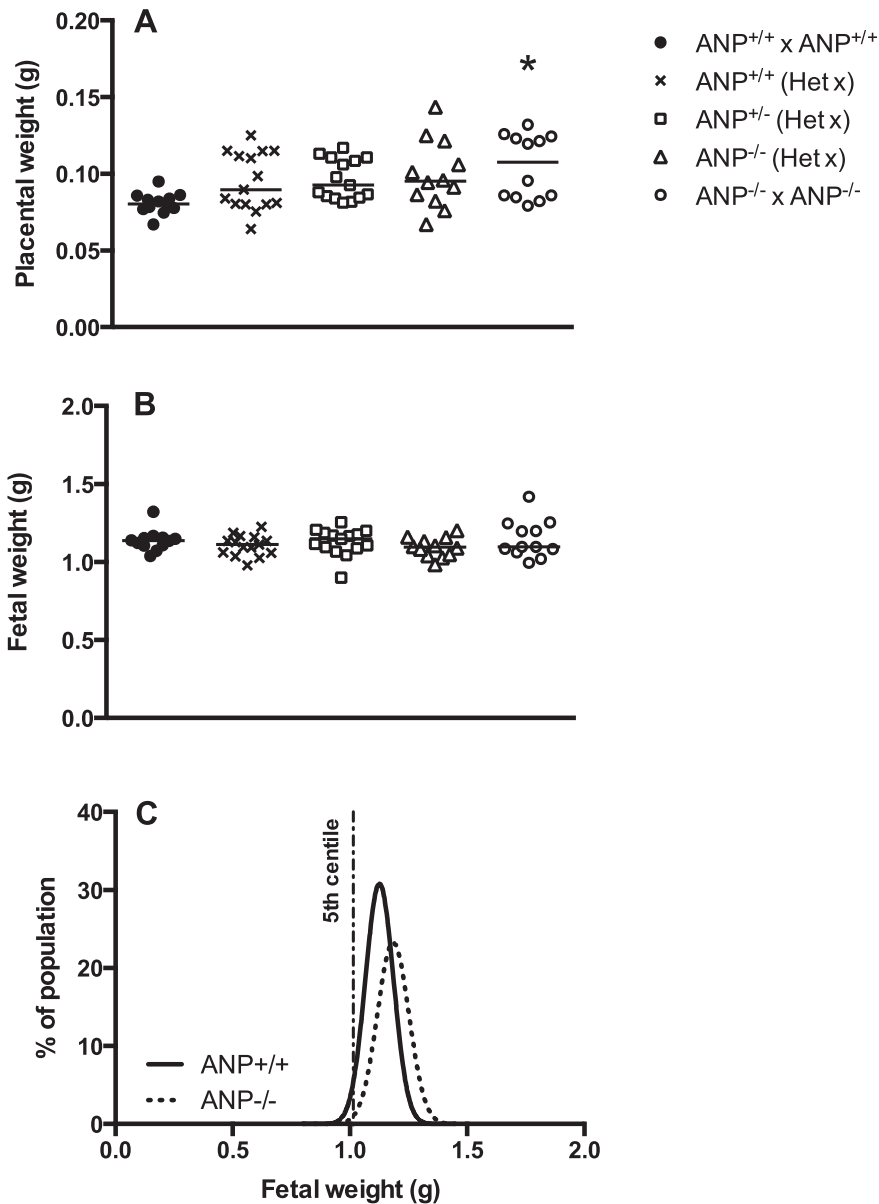 A
Placental weight (g)
0.20
0.15
0.10
0.05
0.00
*
ANP+/+ x ANP+/+
ANP+/+ (Het x)
ANP+/- (Het x)
ANP-/- (Het x)
ANP-/- x ANP-/-
B
Fetal weight (g)
2.0
1.5
1.0
0.5
0.0
C
% of population
40
30
20
10
0
5th centile
ANP+/+
ANP-/-
0.0 0.5 1.0 1.5 2.0
Fetal weight (g)